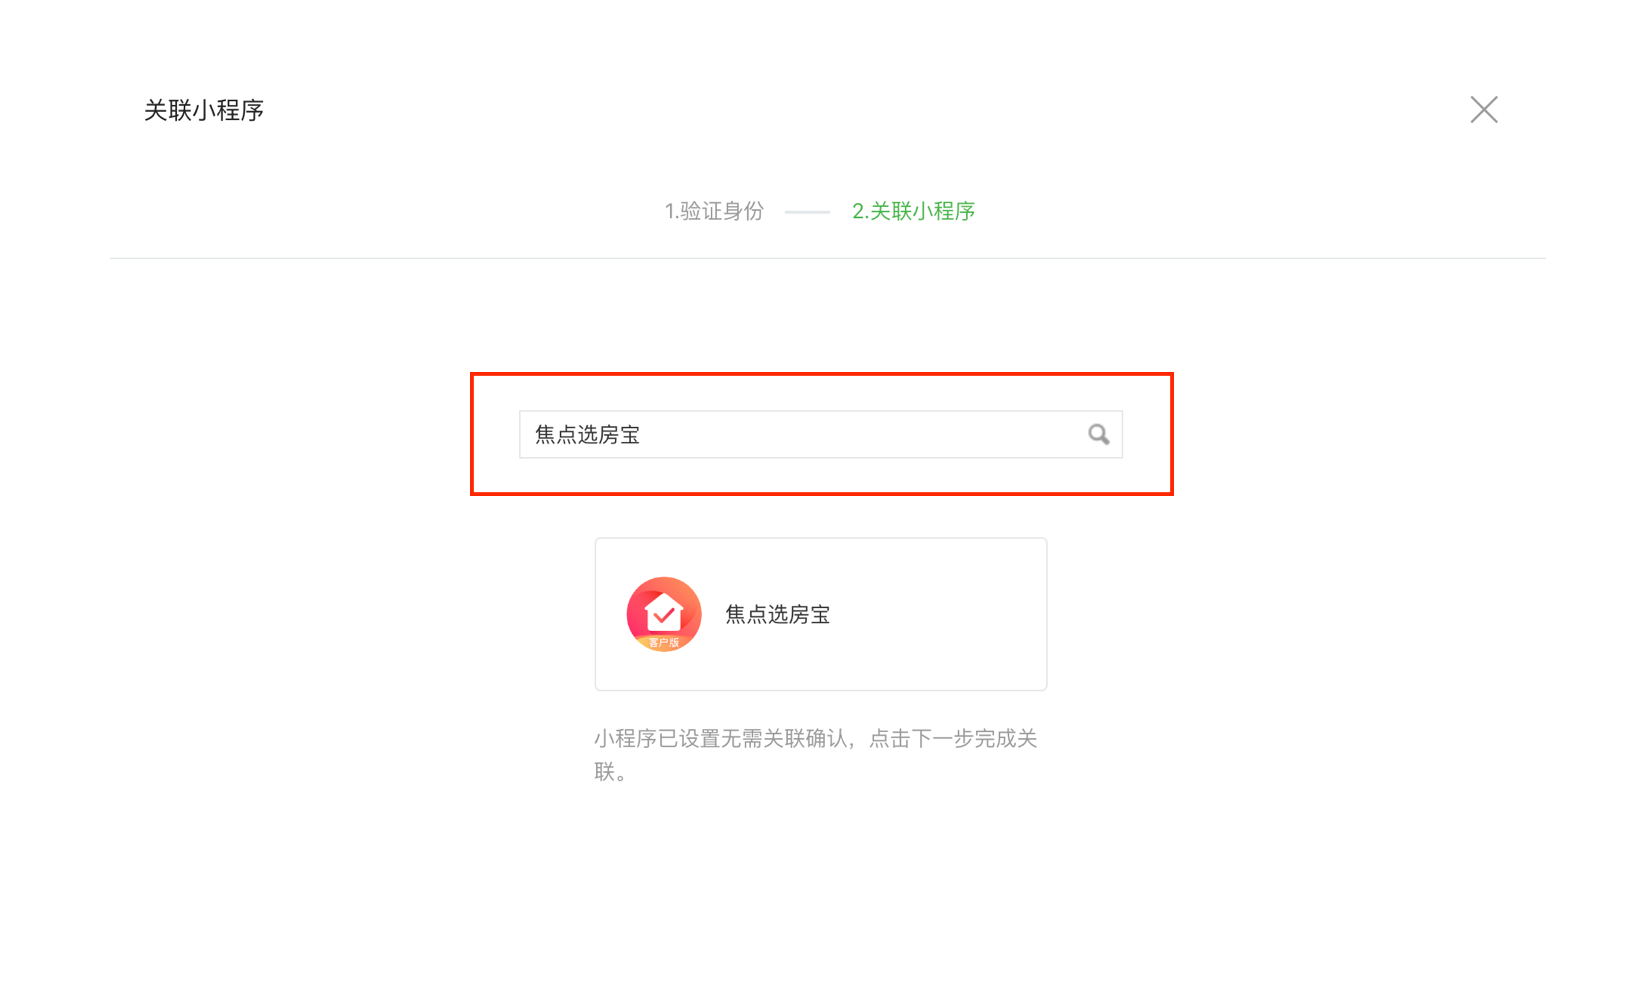 关联小程序
1.验证身份
2.关联小程序
焦点选房宝
焦点选房宝
客户版
小程序已设置无需关联确认，点击下一步完成关
联。